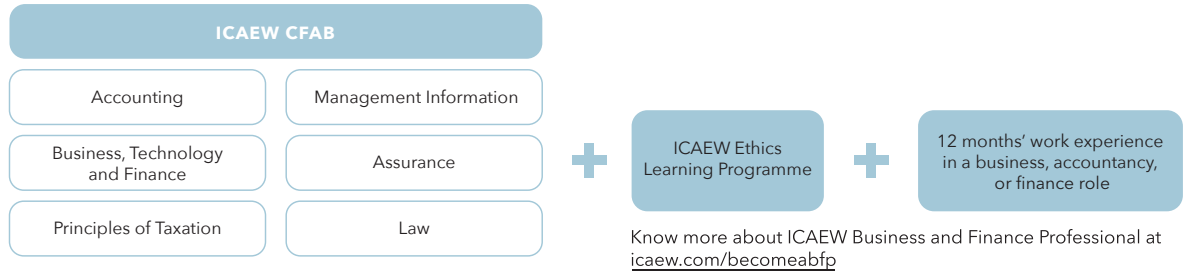 ICAEW CFAB
Accounting
Management Information
Business, Technology
and Finance
Assurance
Principles of Taxation
Law
ICAEW Ethics
Learning Programme
12 months’ work experience
in a business, accountancy,
or finance role
Know more about ICAEW Business and Finance Professional at
icaew.com/becomeabfp